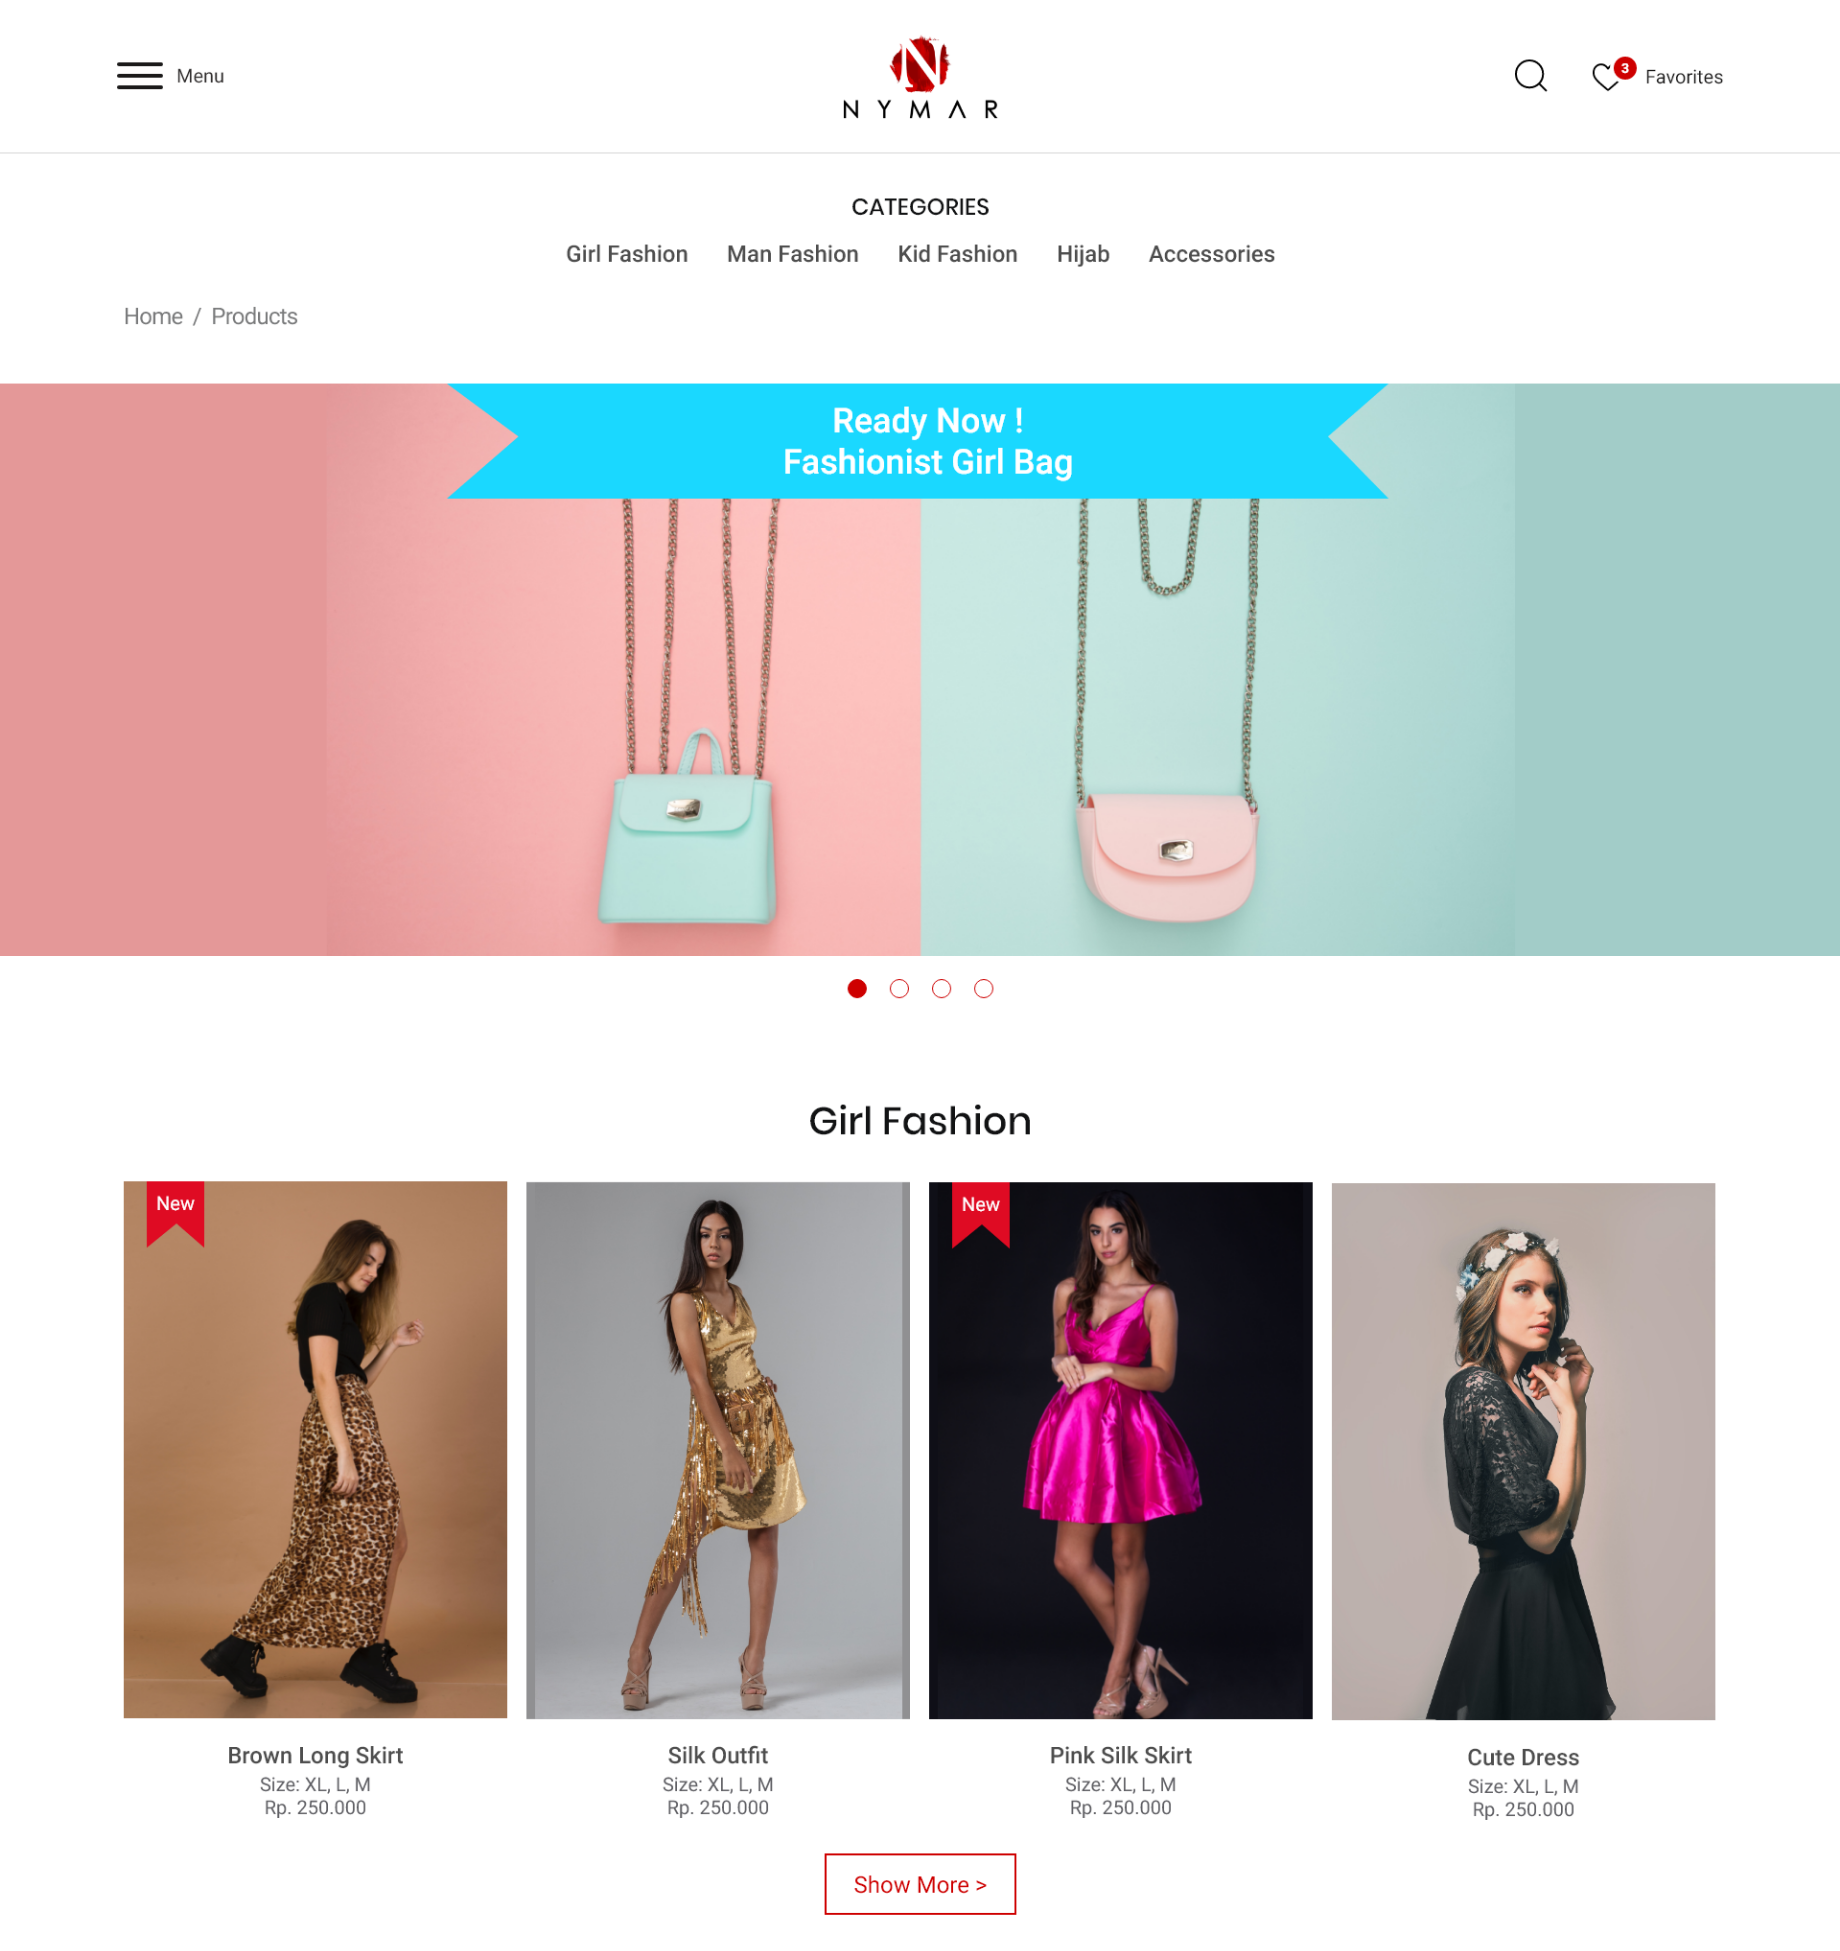 Menu
N
NYMAR
3
Favorites
CATEGORIES
Girl Fashion
Man Fashion
Kid Fashion
Hijab
Accessories
Home / Products
Ready Now !
Fashionist Girl Bag
Girl Fashion
New
New
Brown Long Skirt
Size: XL, L, M
Rp. 250.000
Silk Outfit
Size: XL, L, M
Rp. 250.000
Pink Silk Skirt
Size: XL, L, M
Rp. 250.000
Cute Dress
Size: XL, L, M
Rp. 250.000
Show More >